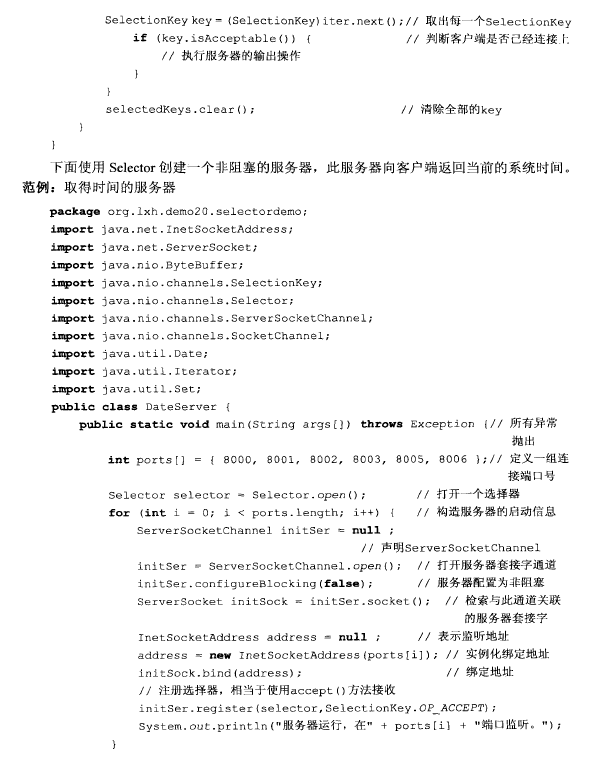 SelectionKey key = (SelectionKey)iter.next();// 取出每一个SelectionKey
if (key.isAcceptable()) { // 判断客户端是否已经连接上
// 执行服务器的输出操作
}
}
selectedKeys.clear(); // 清除全部的key
}
}
下面使用 Selector 创建一个非阻塞的服务器，此服务器向客户端返回当前的系统时间。
范例：取得时间的服务器
package org.lxh.demo20.selectordemo;
import java.net.InetSocketAddress;
import java.net.ServerSocket;
import java.nio.ByteBuffer;
import java.nio.channels.SelectionKey;
import java.nio.channels.Selector;
import java.nio.channels.ServerSocketChannel;
import java.nio.channels.SocketChannel;
import java.util.Date;
import java.util.Iterator;
import java.util.Set;
public class DateServer {
public static void main(String args[]) throws Exception {// 所有异常
抛出
int ports[] = { 8000, 8001, 8002, 8003, 8005, 8006 };// 定义一组连
接端口号
Selector selector = Selector.open(); // 打开一个选择器
for (int i = 0; i < ports.length; i++) { // 构造服务器的启动信息
ServerSocketChannel initSer = null ;
// 声明ServerSocketChannel
initSer = ServerSocketChannel.open(); // 打开服务器套接字通道
initSer.configureBlocking(false); // 服务器配置为非阻塞
ServerSocket initSock = initSer.socket(); // 检索与此通道关联
的服务器套接字
InetSocketAddress address = null ; // 表示监听地址
address = new InetSocketAddress(ports[i]); // 实例化绑定地址
initSock.bind(address); // 绑定地址
// 注册选择器，相当于使用accept()方法接收
initSer.register(selector,SelectionKey.OP_ACCEPT);
System.out.println("服务器运行，在" + ports[i] + "端口监听。");
}